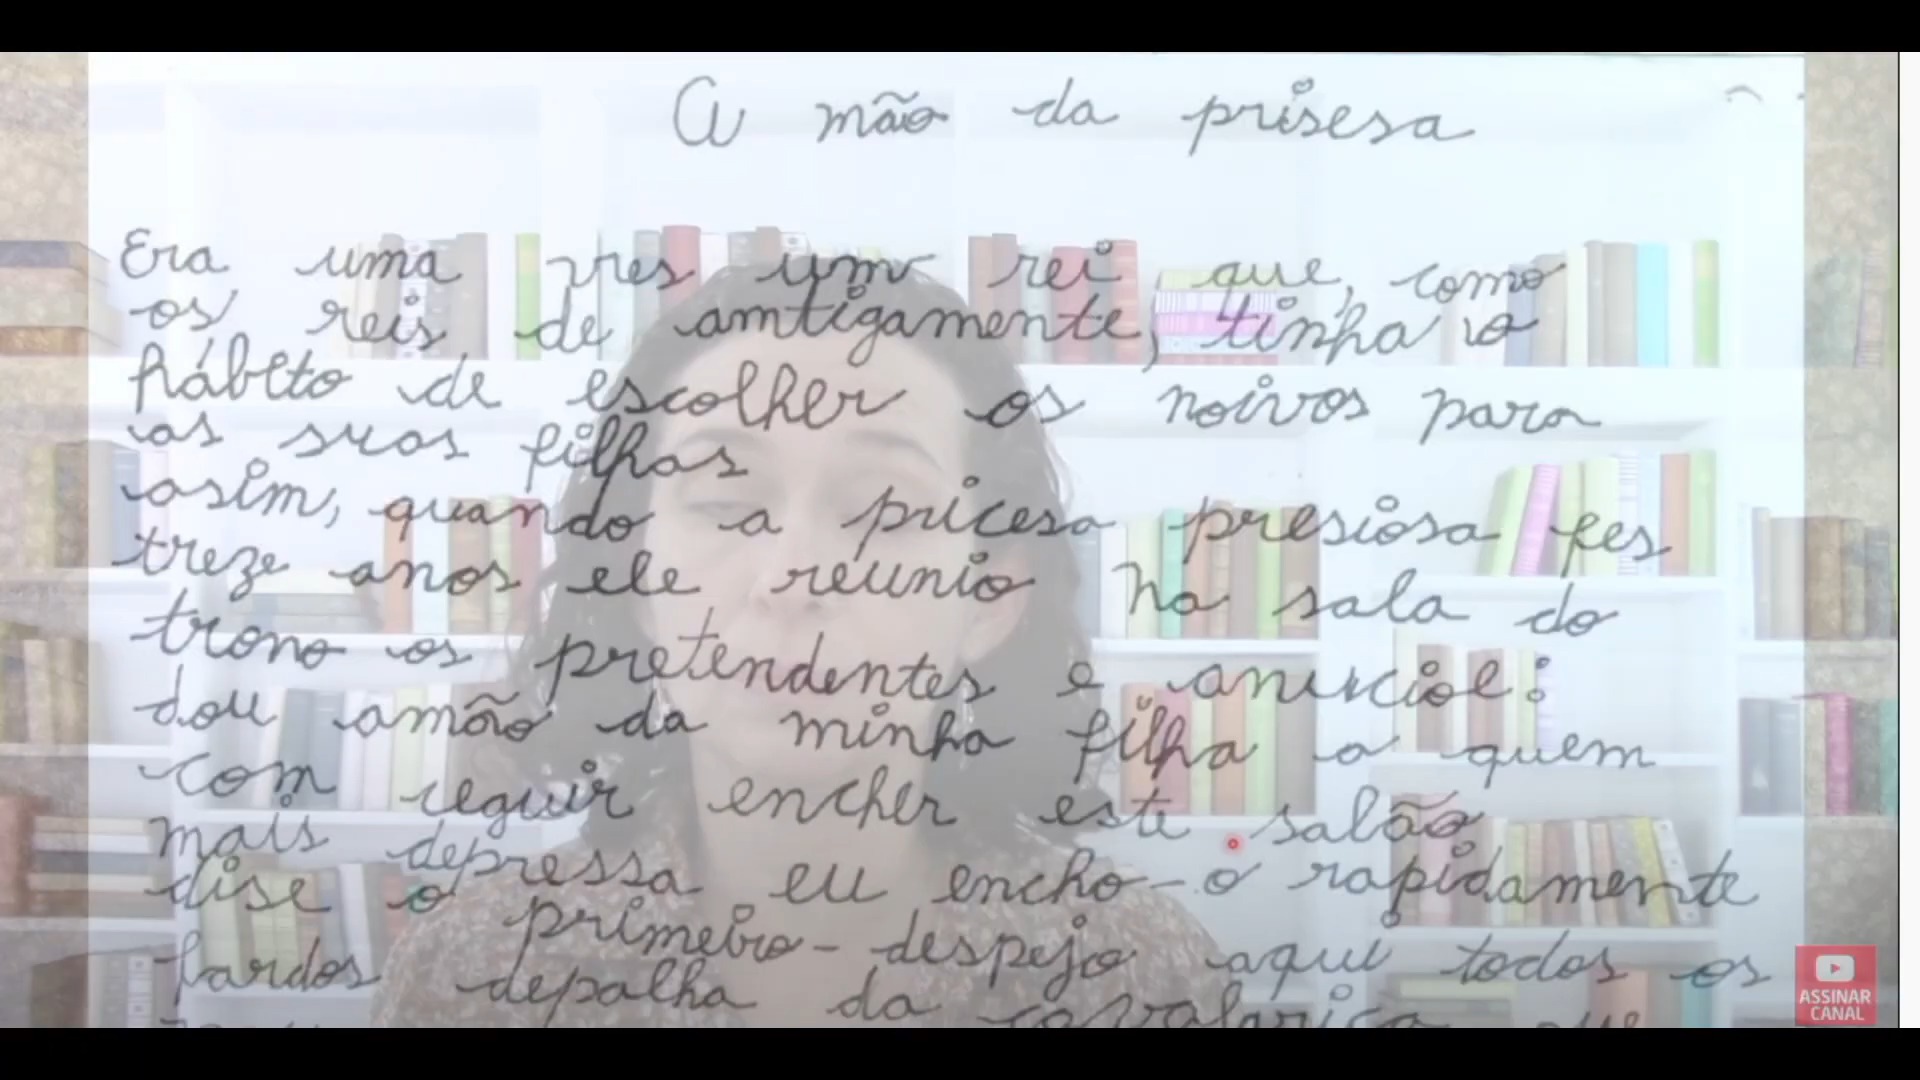 A mão da prisesa
Era uma vres um rei que, como
os reis de amtigamente, tinha o
hábito de escolher os noivos para
as suas filhas
asim, quando a pricesa presiosa fes
treze anos ele reunio na sala do
trono os pretendentes e anunciol:
dou amão da minha filha a quem
com seguir encher este salão
mais depressa eu encho-o rapidamente
dise o primeiro - despejo aqui todos os
fardos depalha da cavalariça que
ASSINAR
CANAL